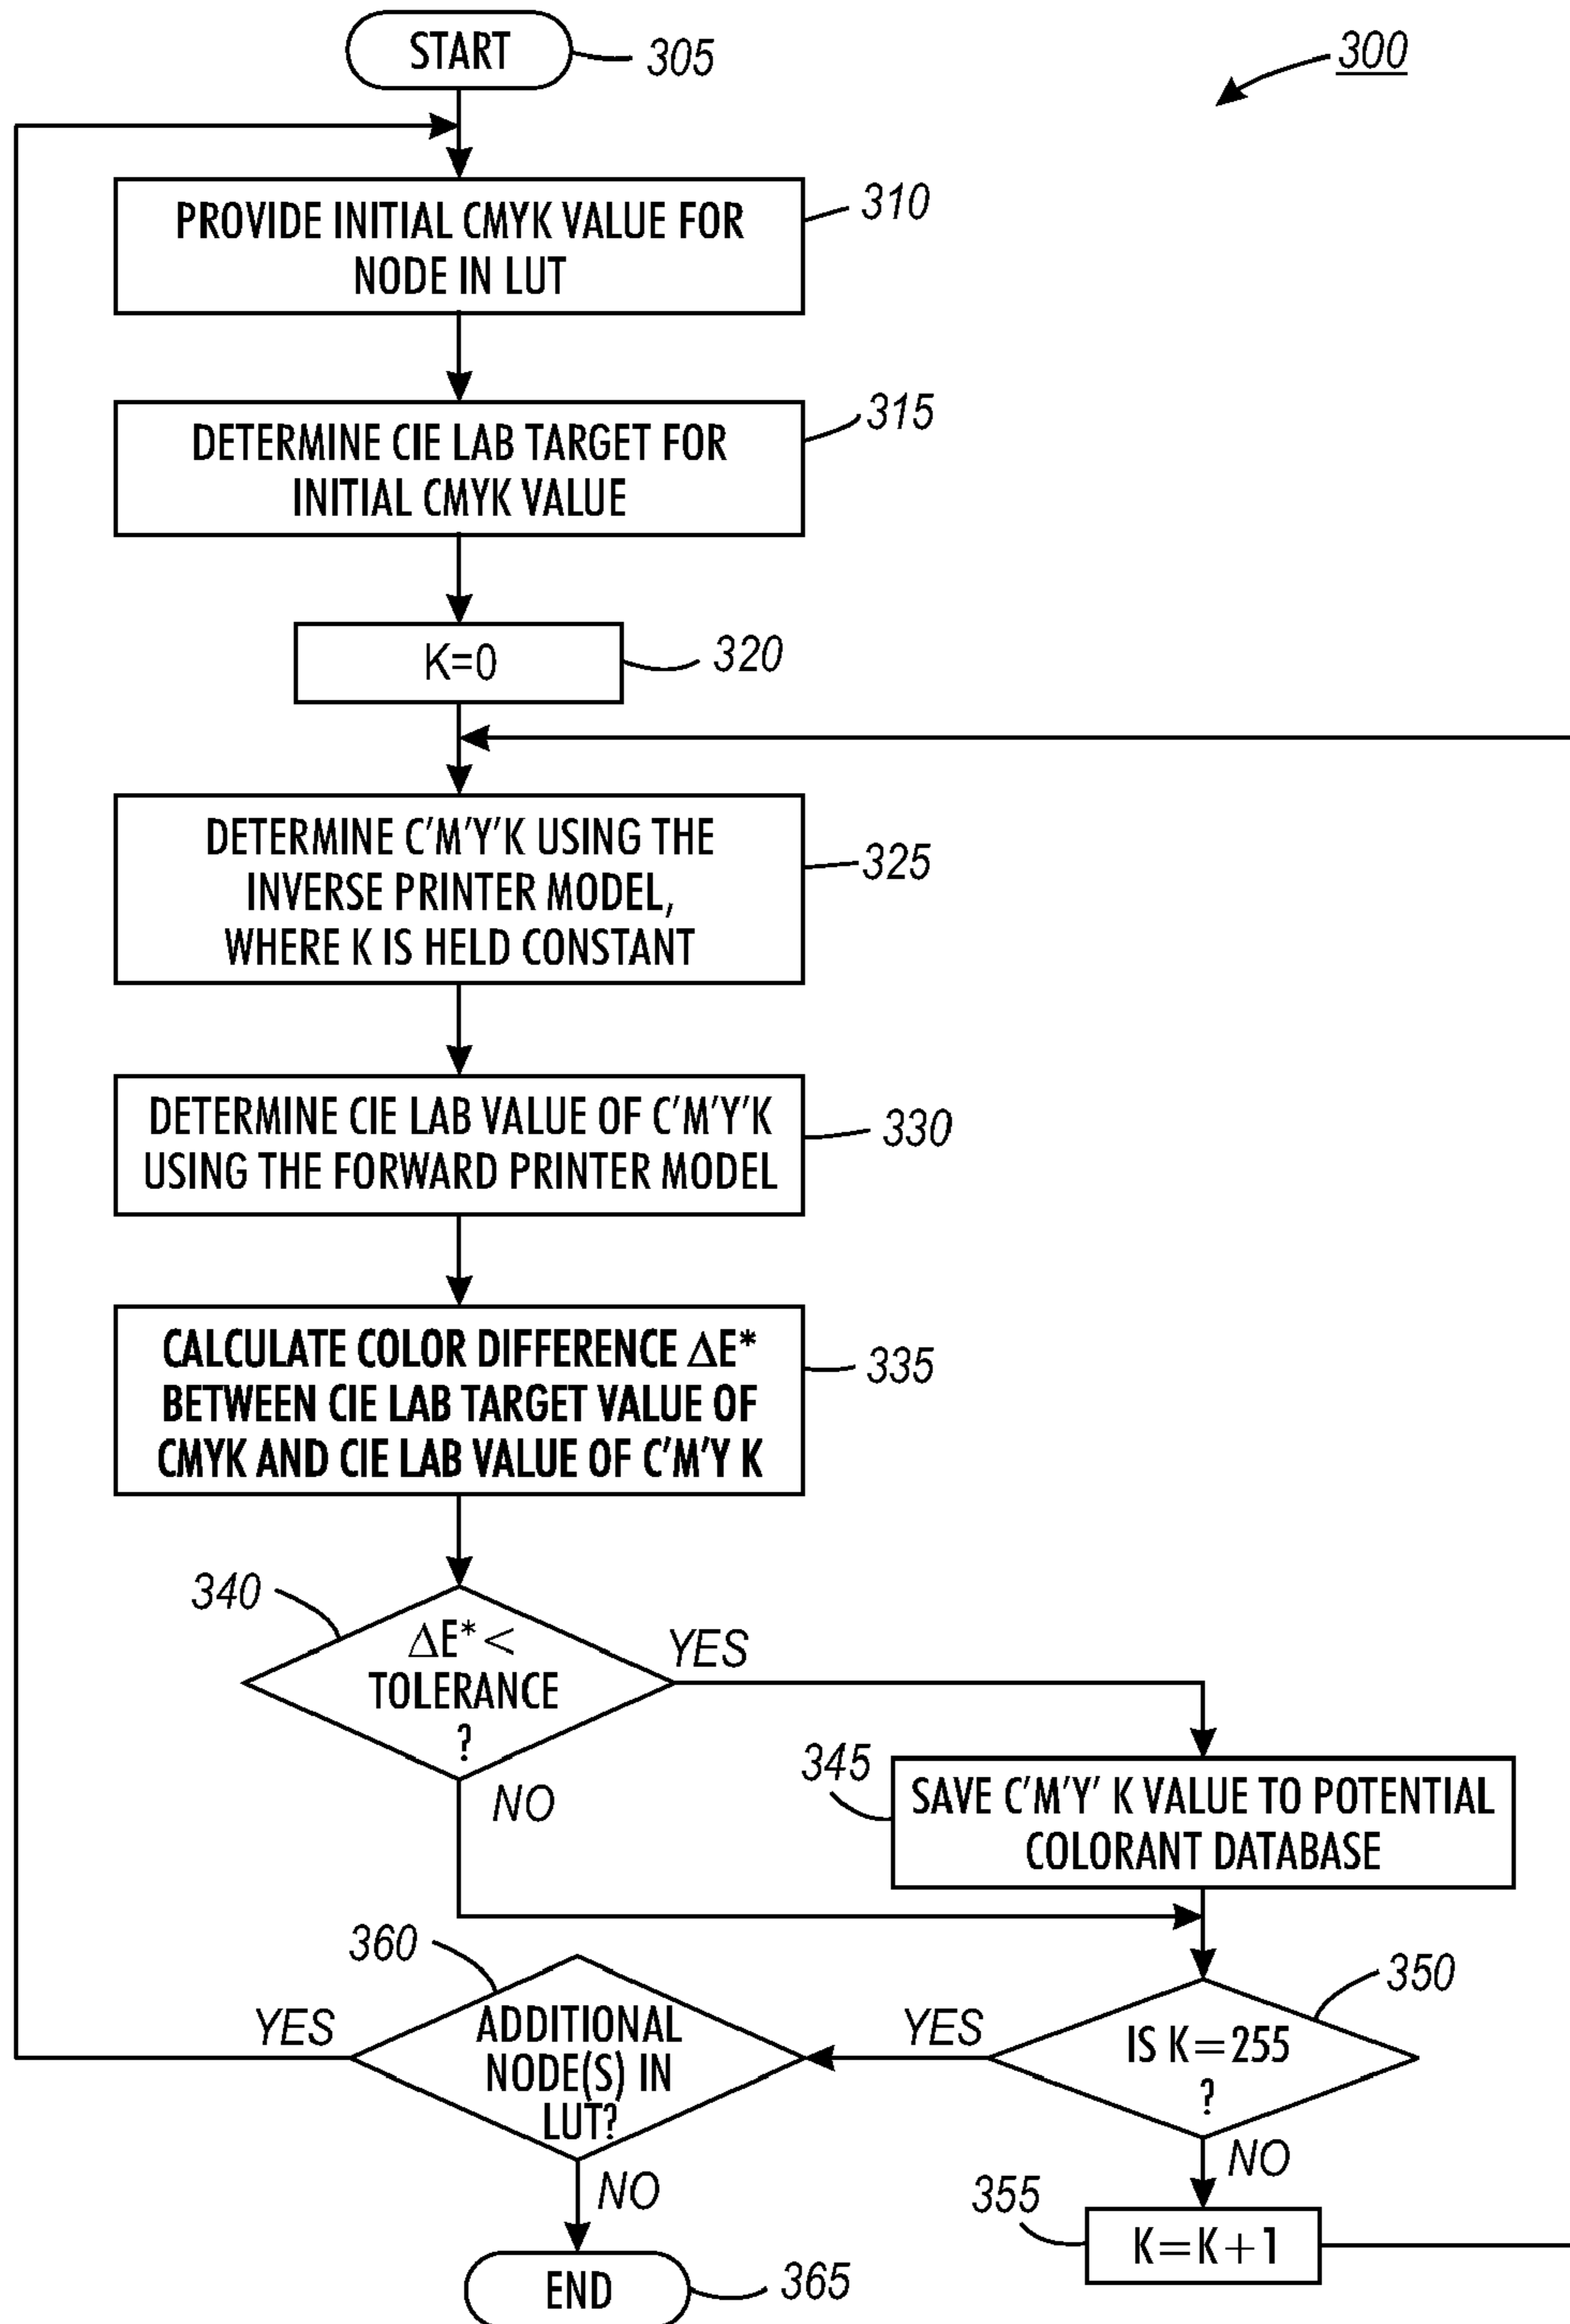 START
305
300
PROVIDE INITIAL CMYK VALUE FOR
NODE IN LUT
310
DETERMINE CIE LAB TARGET FOR
INITIAL CMYK VALUE
315
K=0
320
DETERMINE C'M'Y'K USING THE
INVERSE PRINTER MODEL,
WHERE K IS HELD CONSTANT
325
DETERMINE CIE LAB VALUE OF C'M'Y'K
USING THE FORWARD PRINTER MODEL
330
CALCULATE COLOR DIFFERENCE ΔE*
BETWEEN CIE LAB TARGET VALUE OF
CMYK AND CIE LAB VALUE OF C'M'Y K
335
340
ΔE* <
TOLERANCE
?
YES
NO
345
SAVE C'M'Y' K VALUE TO POTENTIAL
COLORANT DATABASE
360
ADDITIONAL
NODE(S) IN
LUT?
YES
YES
350
IS K=255
?
NO
NO
355
K=K+1
END
365